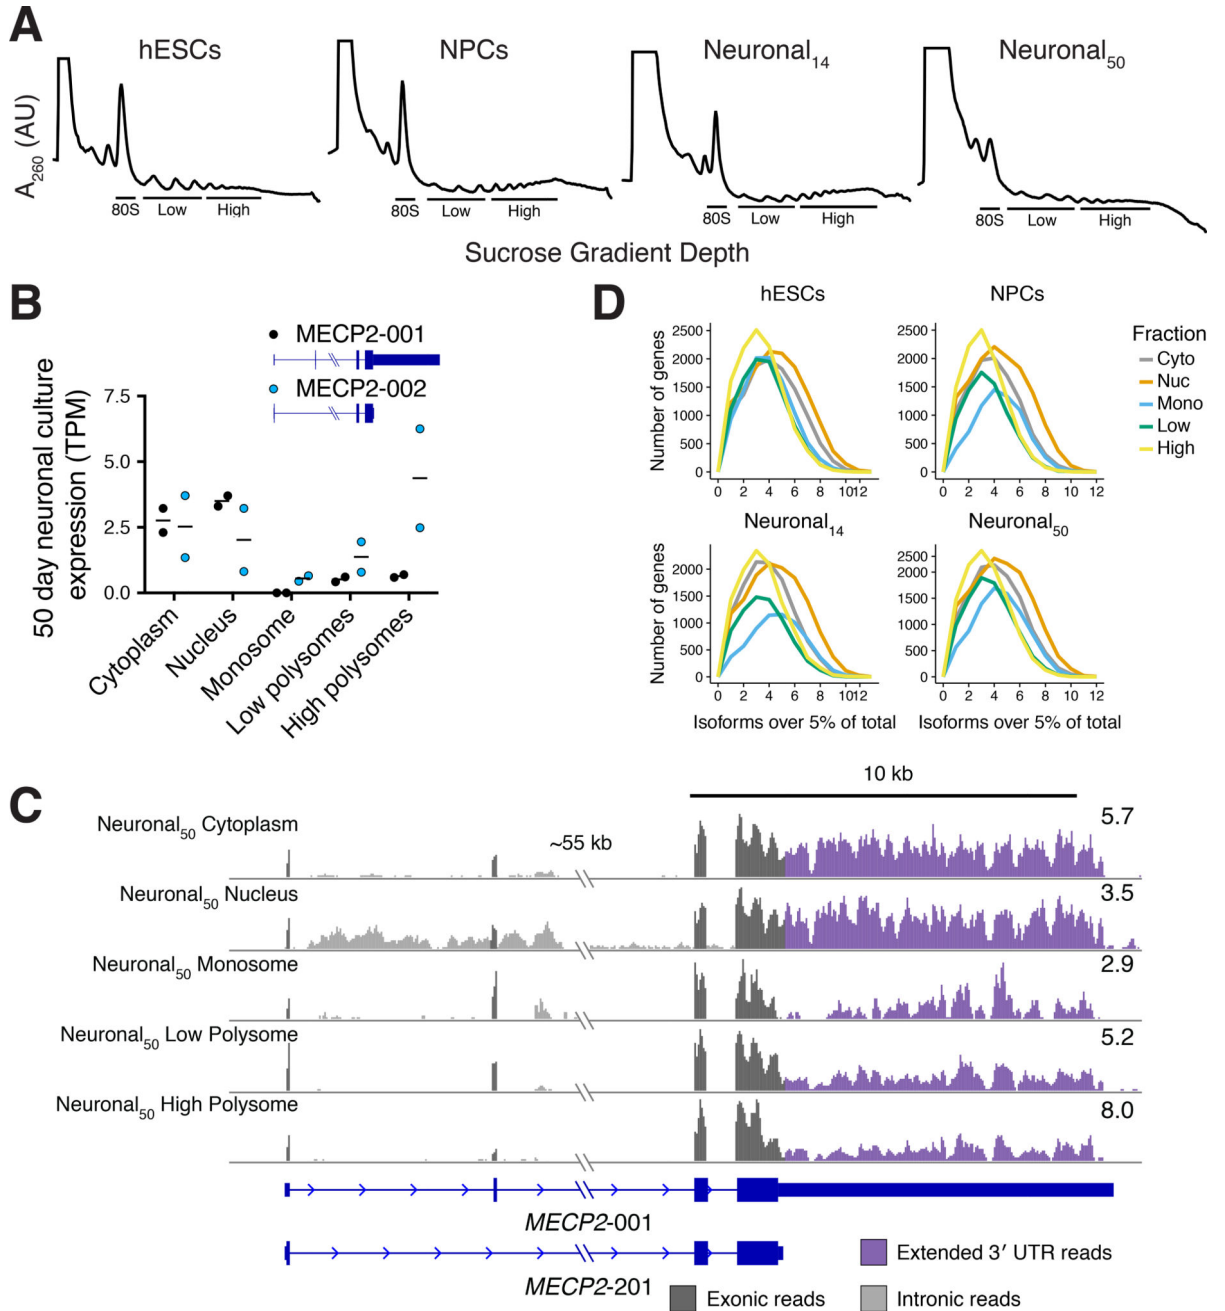 A
hESCs
NPCs
Neuronal14
Neuronal50
A260 (AU)
80S Low High
80S Low High
80S Low High
80S Low High
Sucrose Gradient Depth
B
MECP2-001
MECP2-002
50 day neuronal culture
expression (TPM)
7.5
5.0
2.5
0.0
Cytoplasm
Nucleus
Monosome
Low polysomes
High polysomes
D
hESCs
NPCs
Number of genes
2500
2000
1500
1000
500
0
0 2 4 6 8 1012
Number of genes
2500
2000
1500
1000
500
0
0 2 4 6 8 10 12
Fraction
Cyto
Nuc
Mono
Low
High
Neuronal14
Neuronal50
Number of genes
2000
1500
1000
500
0
0 2 4 6 8 1012
2500
2000
1500
1000
500
0
0 2 4 6 8 10 12
Isoforms over 5% of total
Isoforms over 5% of total
C
10 kb
Neuronal50 Cytoplasm
~55 kb
5.7
Neuronal50 Nucleus
3.5
Neuronal50 Monosome
2.9
Neuronal50 Low Polysome
5.2
Neuronal50 High Polysome
8.0
MECP2-001
MECP2-201
Extended 3′ UTR reads
Exonic reads
Intronic reads